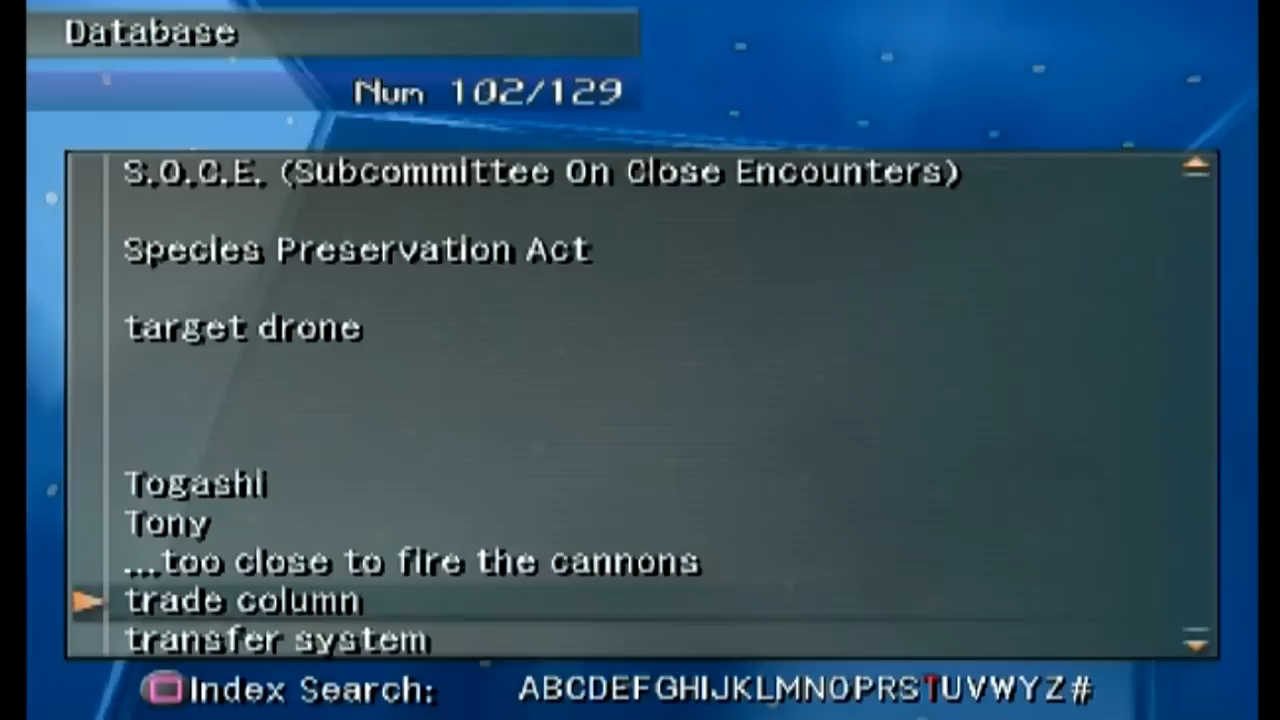 Database
Num 102/129
S.O.C.E. (Subcommittee On Close Encounters)
Species Preservation Act
target drone
Togashi
Tony
...too close to fire the cannons
trade column
transfer system
Index Search: ABCDEFGHIJKLMNOPRSTUVWYZ#